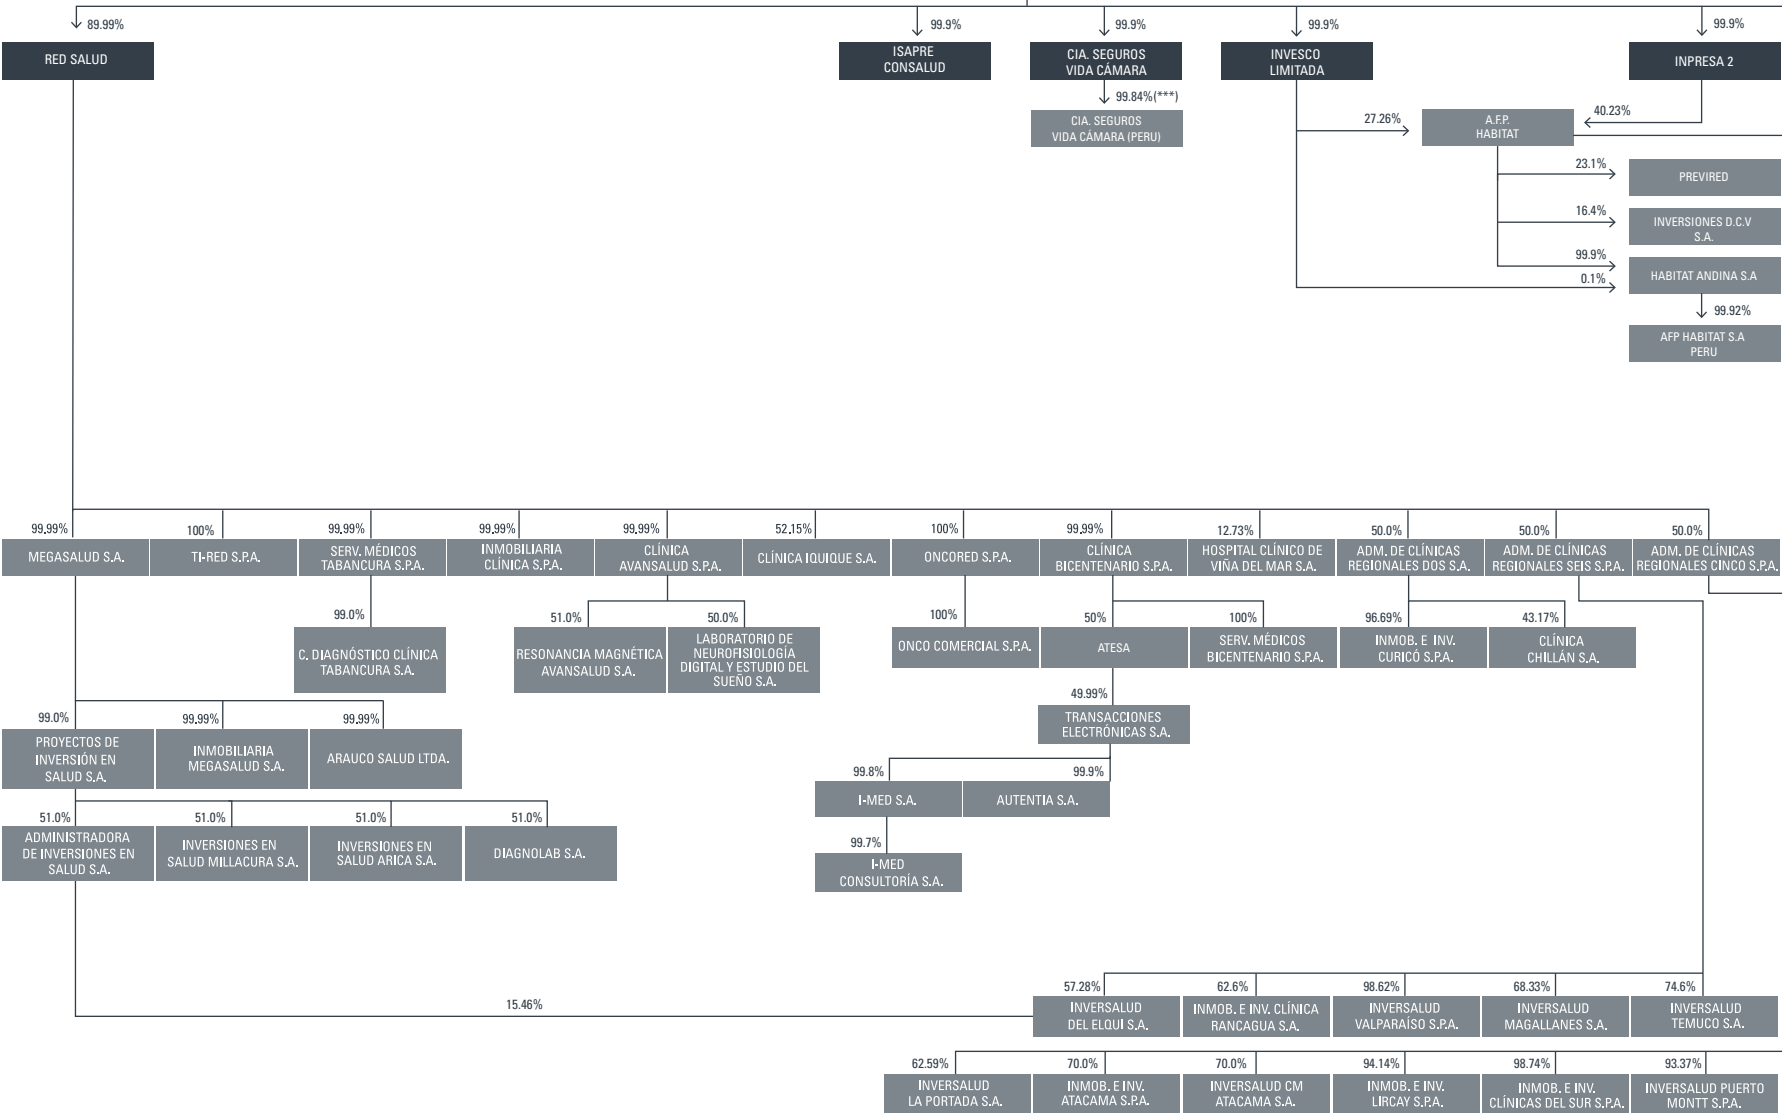 89.99%
99.9%
99.9%
99.9%
99.9%
RED SALUD
ISAPRE
CONSALUD
CIA. SEGUROS
VIDA CÁMARA
INVESCO
LIMITADA
INPRESA 2
99.84%(***)
CIA. SEGUROS
VIDA CÁMARA (PERU)
27.26%
A.F.P.
HABITAT
40.23%
23.1%
PREVIRED
16.4%
INVERSIONES D.C.V
S.A.
99.9%
0.1%
HABITAT ANDINA S.A
99.92%
AFP HABITAT S.A
PERU
99,99%
100%
99,99%
99,99%
99,99%
52,15%
100%
99,99%
12.73%
50.0%
50.0%
50.0%
MEGASALUD S.A.
TI-RED S.P.A.
SERV. MÉDICOS
TABANCURA S.P.A.
INMOBILIARIA
CLÍNICA S.P.A.
CLÍNICA
AVANSALUD S.P.A.
CLÍNICA IQUIQUE S.A.
ONCORED S.P.A.
CLÍNICA
BICENTENARIO S.P.A.
HOSPITAL CLÍNICO DE
VIÑA DEL MAR S.A.
ADM. DE CLÍNICAS
REGIONALES DOS S.A.
ADM. DE CLÍNICAS
REGIONALES SEIS S.P.A.
ADM. DE CLÍNICAS
REGIONALES CINCO S.P.A.
99.0%
51.0%
50.0%
100%
50%
100%
96.69%
43.17%
C. DIAGNÓSTICO CLÍNICA
TABANCURA S.A.
RESONANCIA MAGNÉTICA
AVANSALUD S.A.
LABORATORIO DE
NEUROFISIOLOGÍA
DIGITAL Y ESTUDIO DEL
SUEÑO S.A.
ONCO COMERCIAL S.P.A.
ATESA
SERV. MÉDICOS
BICENTENARIO S.P.A.
INMOB. E INV.
CURICÓ S.P.A.
CLÍNICA
CHILLÁN S.A.
49.99%
TRANSACCIONES
ELECTRÓNICAS S.A.
99.0%
99.99%
99.99%
PROYECTOS DE
INVERSIÓN EN
SALUD S.A.
INMOBILIARIA
MEGASALUD S.A.
ARAUCO SALUD LTDA.
99.8%
99.9%
I-MED S.A.
AUTENTIA S.A.
51.0%
51.0%
51.0%
51.0%
ADMINISTRADORA
DE INVERSIONES EN
SALUD S.A.
INVERSIONES EN
SALUD MILLACURA S.A.
INVERSIONES EN
SALUD ARICA S.A.
DIAGNOLAB S.A.
99.7%
I-MED
CONSULTORÍA S.A.
15.46%
57.28%
62.6%
98.62%
68.33%
74.6%
INVERSALUD
DEL ELQUI S.A.
INMOB. E INV. CLÍNICA
RANCAGUA S.A.
INVERSALUD
VALPARAÍSO S.P.A.
INVERSALUD
MAGALLANES S.A.
INVERSALUD
TEMUCO S.A.
62.59%
70.0%
70.0%
94.14%
98.74%
93.37%
INVERSALUD
LA PORTADA S.A.
INMOB. E INV.
ATACAMA S.P.A.
INVERSALUD CM
ATACAMA S.A.
INMOB. E INV.
LIRCAY S.P.A.
INMOB. E INV.
CLÍNICAS DEL SUR S.P.A.
INVERSALUD PUERTO
MONTT S.P.A.